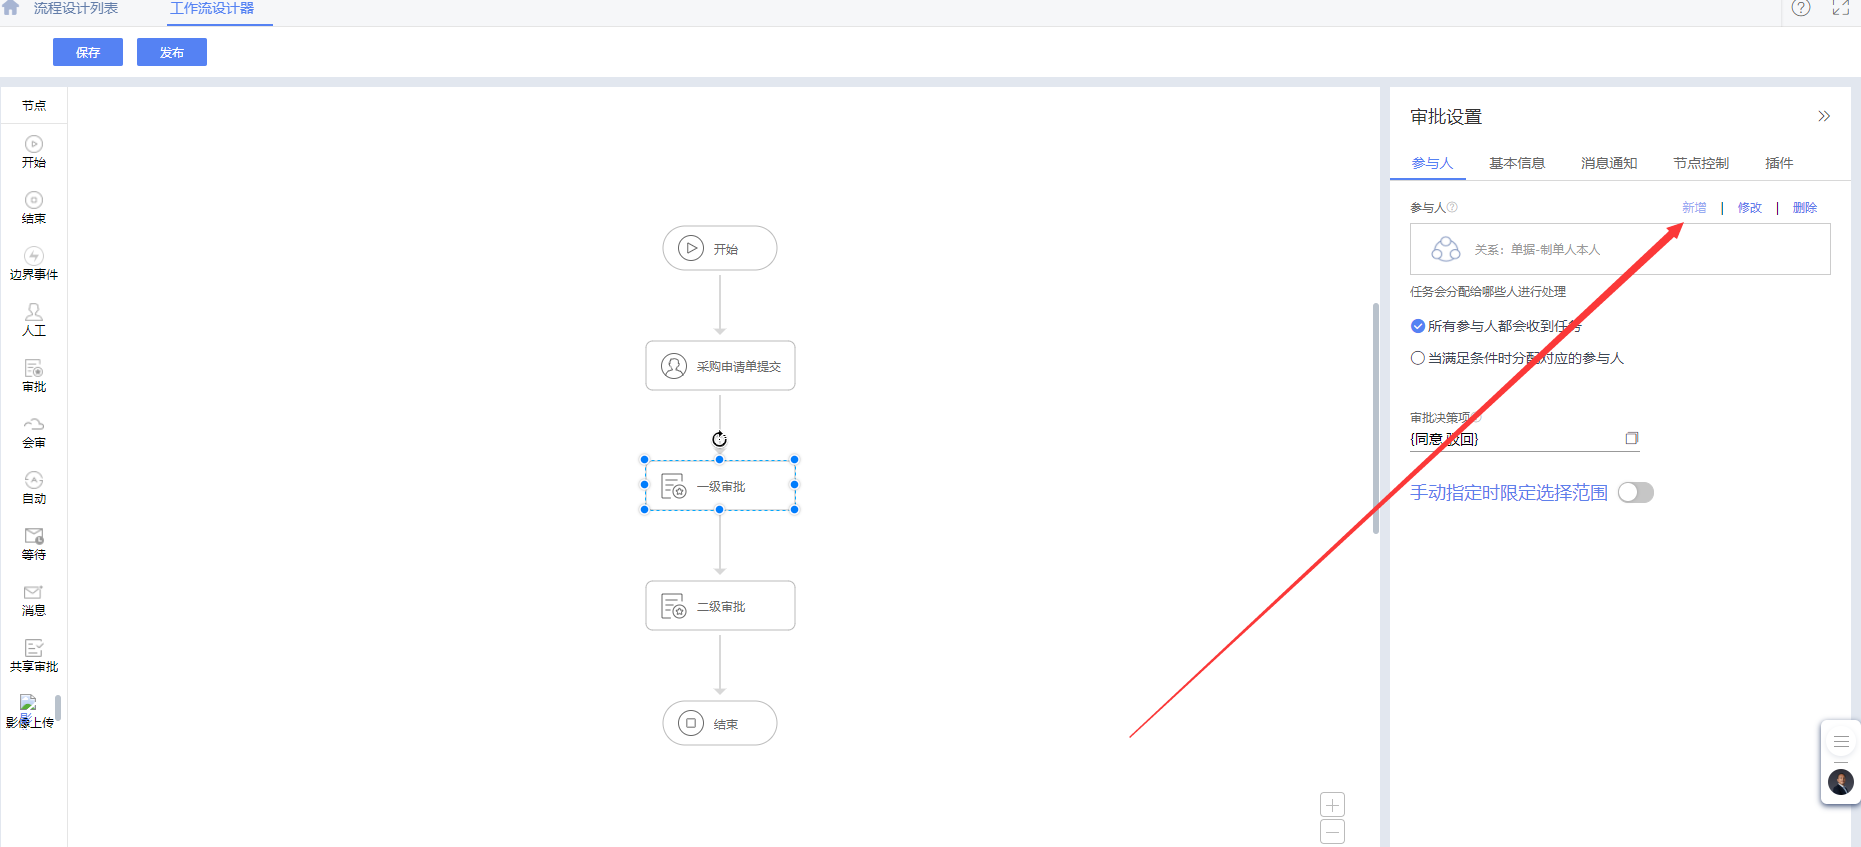 流程设计列表 工作流设计器
保存 发布
节点
开始
结束
边界事件
人工
审批
会审
自动
等待
消息
共享审批
影像上传
开始
采购申请单提交
一级审批
二级审批
结束
审批设置
参与人 基本信息 消息通知 节点控制 插件
参与人 新增 | 修改 | 删除
关系：单据-制单人本人
任务会分配给哪些人进行处理
所有参与人都会收到任务
当满足条件时分配对应的参与人
审批决策项
{同意,驳回}
手动指定时限定选择范围